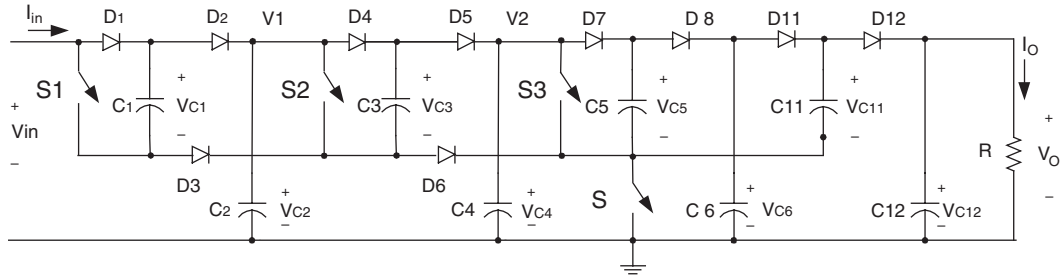 Iin D1 D2 V1 D4 D5 V2 D7 D 8 D11 D12
IO
S1 S2 S3
+ + + + +
C1 VC1 C3 VC3 C5 VC5 C11 VC11
+
Vin
–
– – – –
+
R VO
–
D3 D6
S
+ + + +
C2 VC2 C4 VC4 C 6 VC6 C12 VC12
– – – –